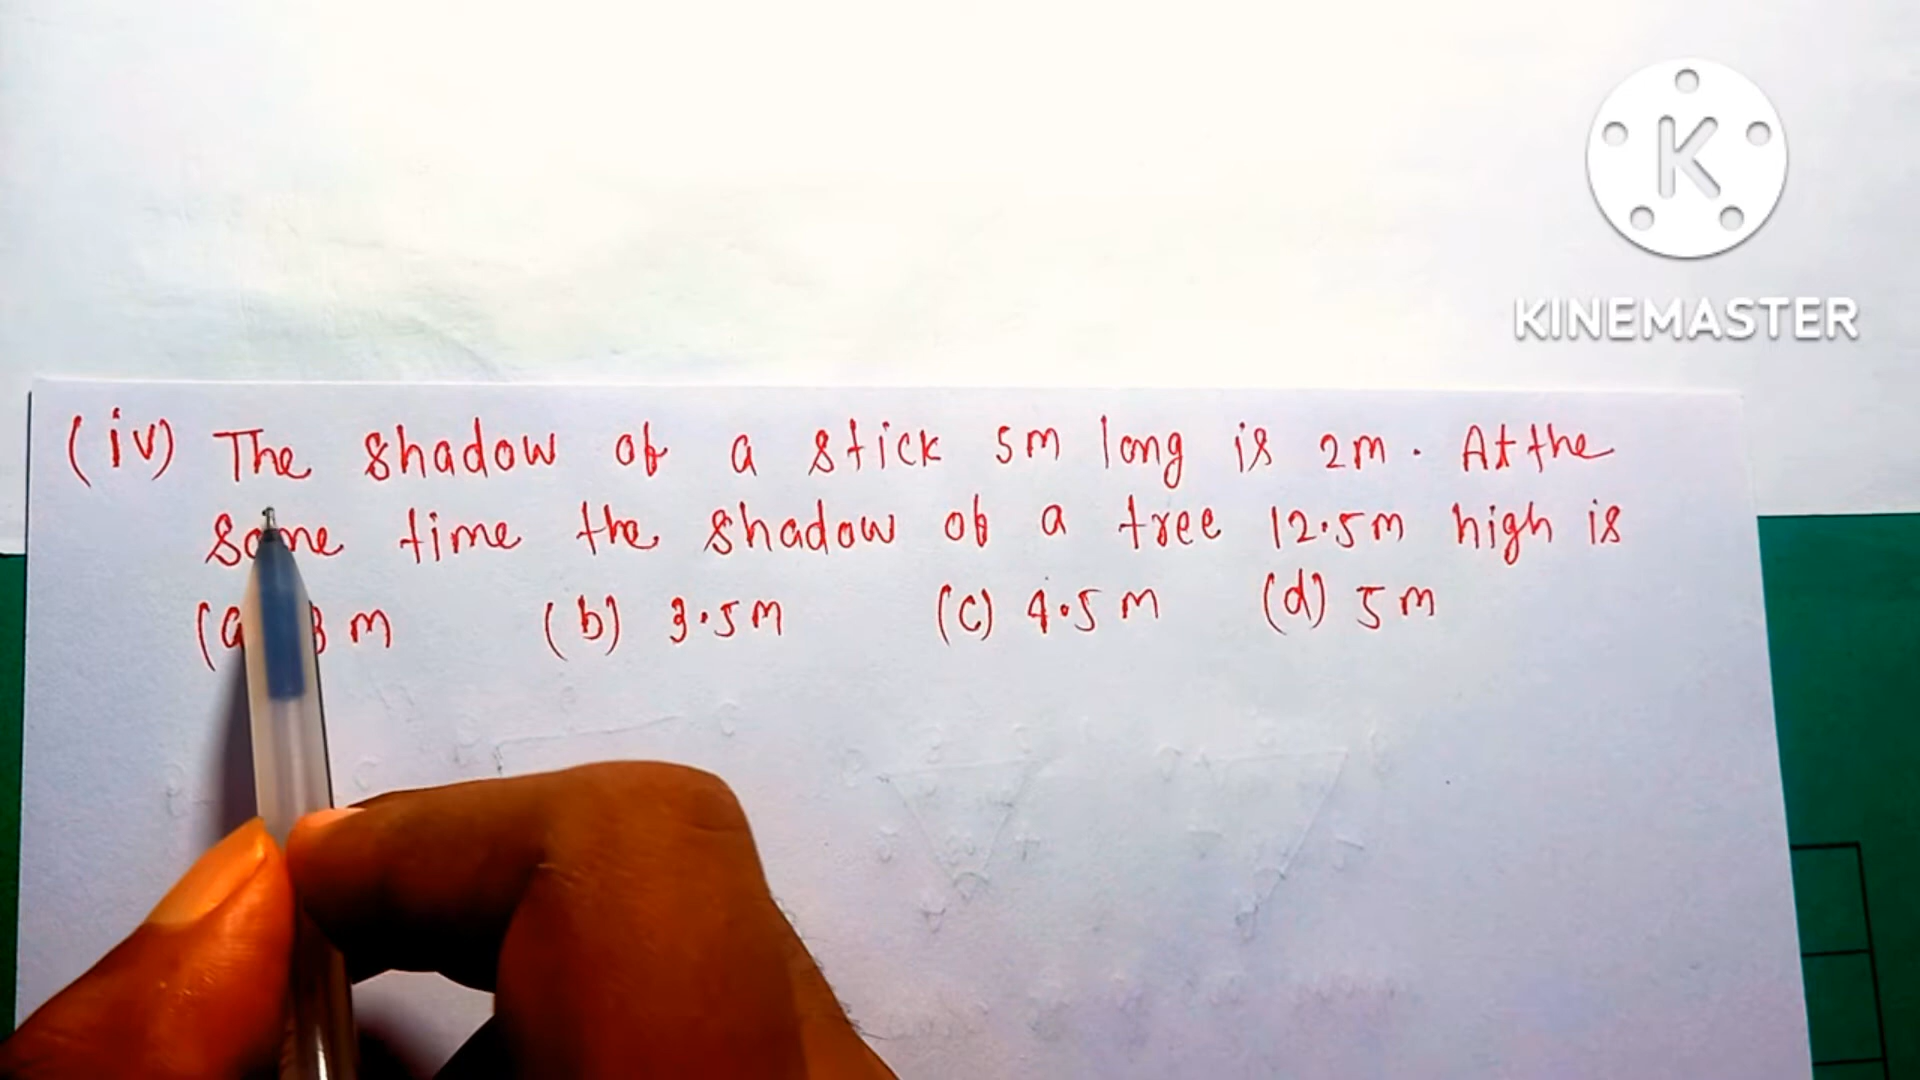 K
KINEMASTER
(iv) The shadow of a stick 5m long is 2m. At the
same time the shadow of a tree 12.5m high is
(a) 3 m (b) 3.5m (c) 4.5m (d) 5m